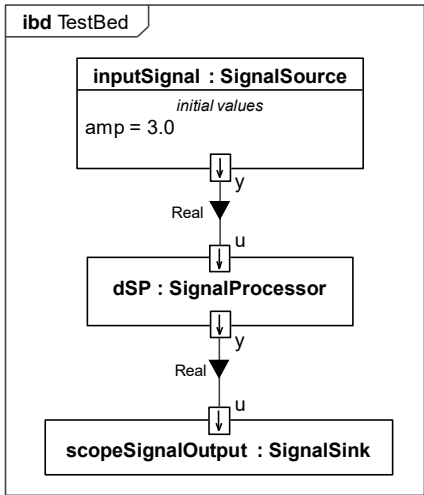 ibd TestBed
inputSignal : SignalSource
initial values
amp = 3.0
y
Real
u
dSP : SignalProcessor
y
Real
u
scopeSignalOutput : SignalSink